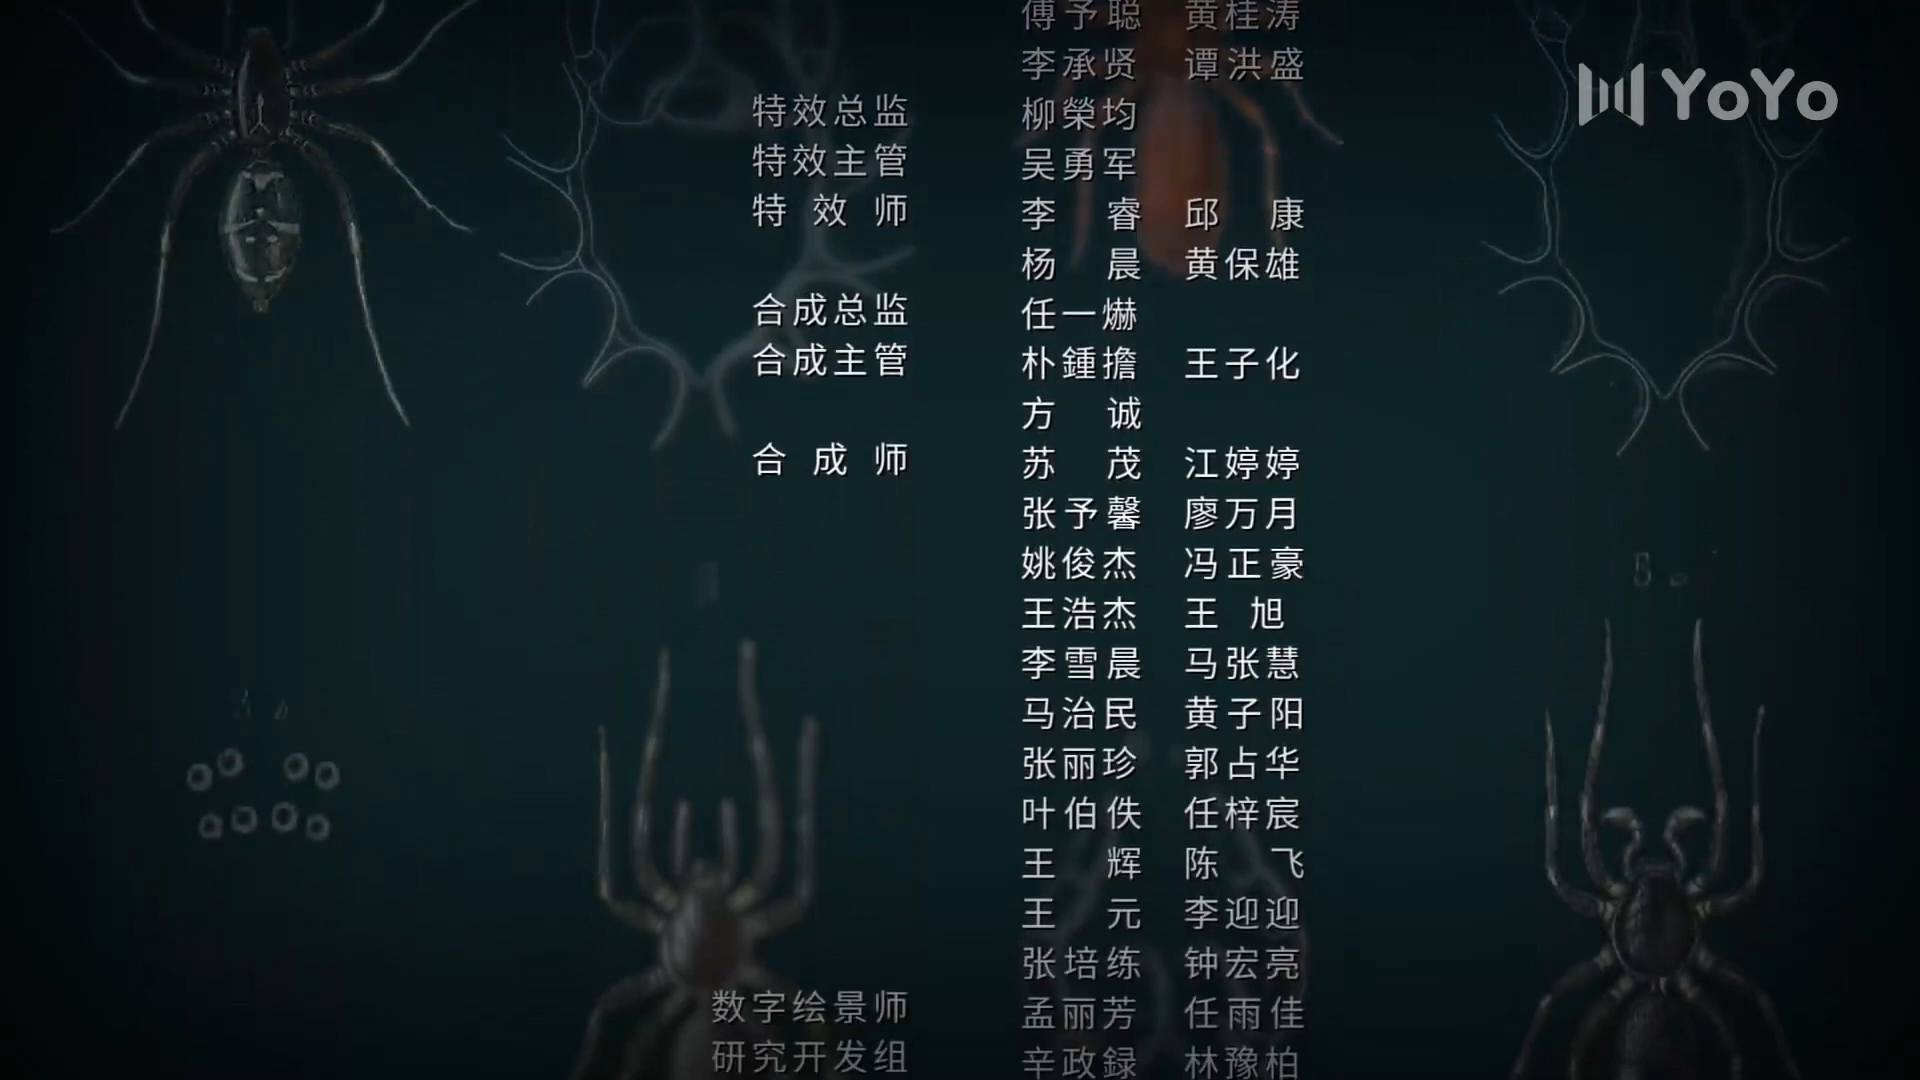 傅予聪 黄桂涛
李承贤 谭洪盛
YoYo
特效总监 柳榮均
特效主管 吴勇军
特效师 李睿 邱康
杨晨 黄保雄
合成总监 任一爀
合成主管 朴鍾擔 王子化
方诚
合成师 苏茂 江婷婷
张予馨 廖万月
姚俊杰 冯正豪
王浩杰 王旭
李雪晨 马张慧
马治民 黄子阳
张丽珍 郭占华
叶伯佚 任梓宸
王辉 陈飞
王元 李迎迎
张培练 钟宏亮
数字绘景师 孟丽芳 任雨佳
研究开发组 辛政録 林豫柏